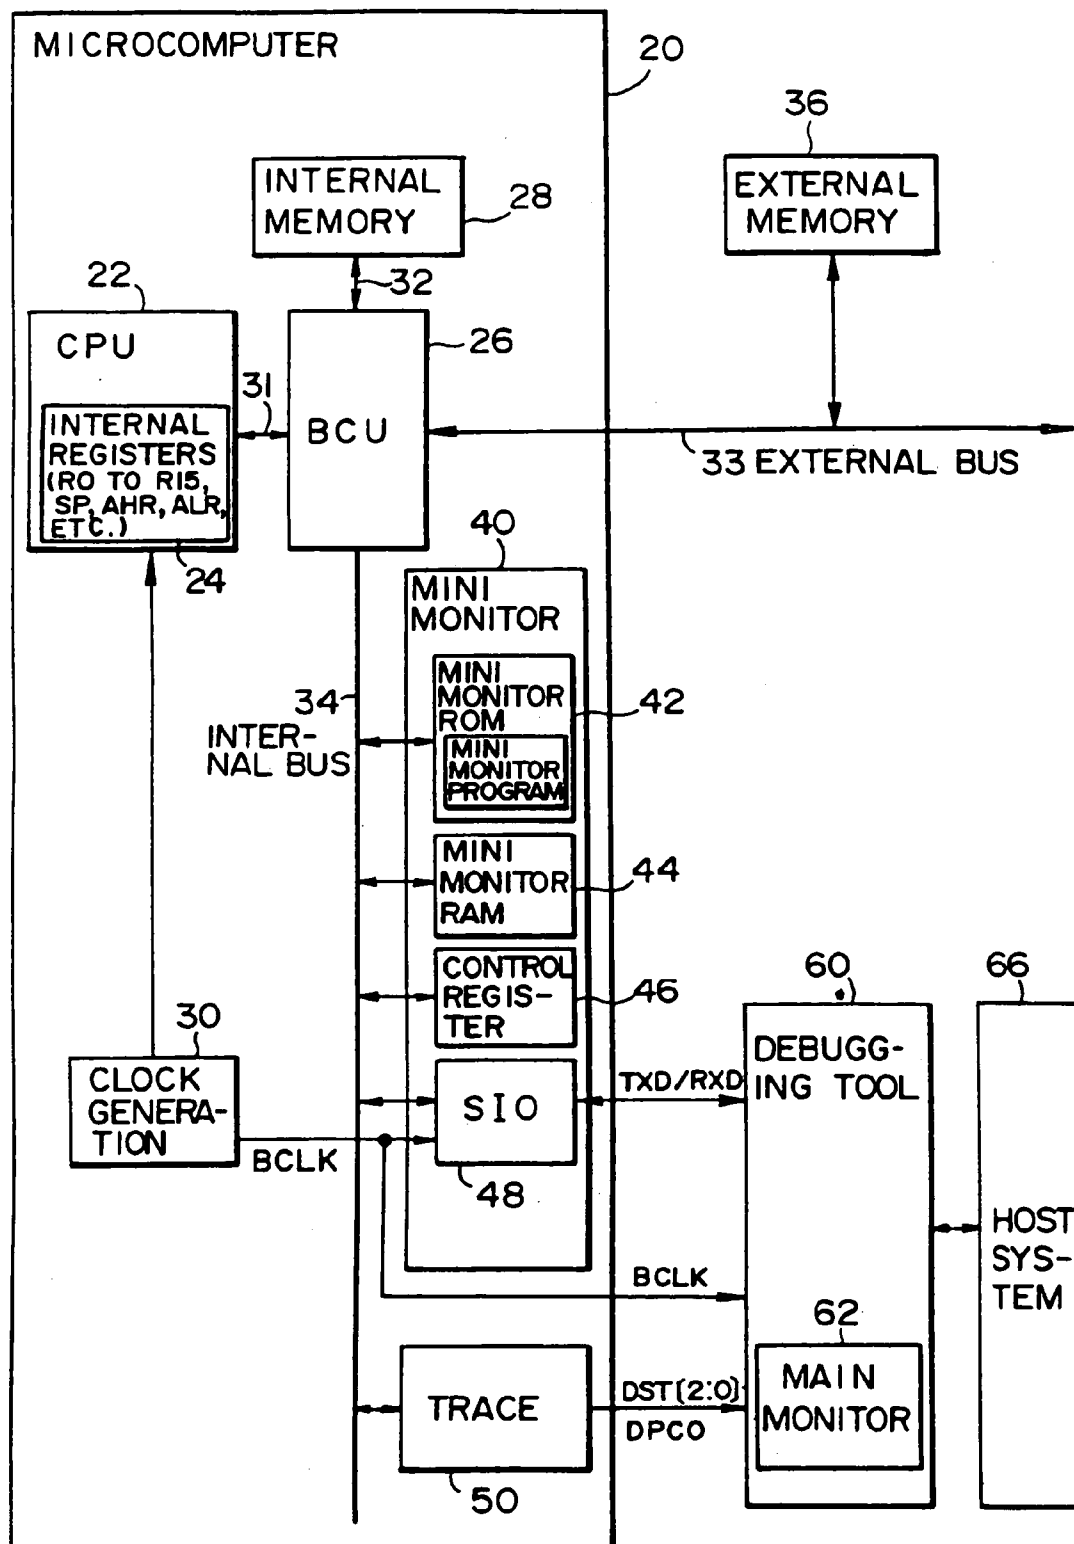 MICROCOMPUTER
20
36
INTERNAL
MEMORY
28
EXTERNAL
MEMORY
32
22
CPU
26
31
BCU
INTERNAL
REGISTERS
(R0 TO R15,
SP, AHR, ALR,
ETC.)
24
33 EXTERNAL BUS
40
MINI
MONITOR
MINI
MONITOR
ROM
42
MINI
MONITOR
PROGRAM
34
INTER-
NAL BUS
MINI
MONITOR
RAM
44
CONTROL
REGIS-
TER
46
60
66
30
CLOCK
GENERA-
TION
BCLK
SIO
48
TXD/RXD
DEBUGG-
ING TOOL
HOST
SYS-
TEM
BCLK
62
MAIN
MONITOR
TRACE
50
DST[2:0]
DPCO